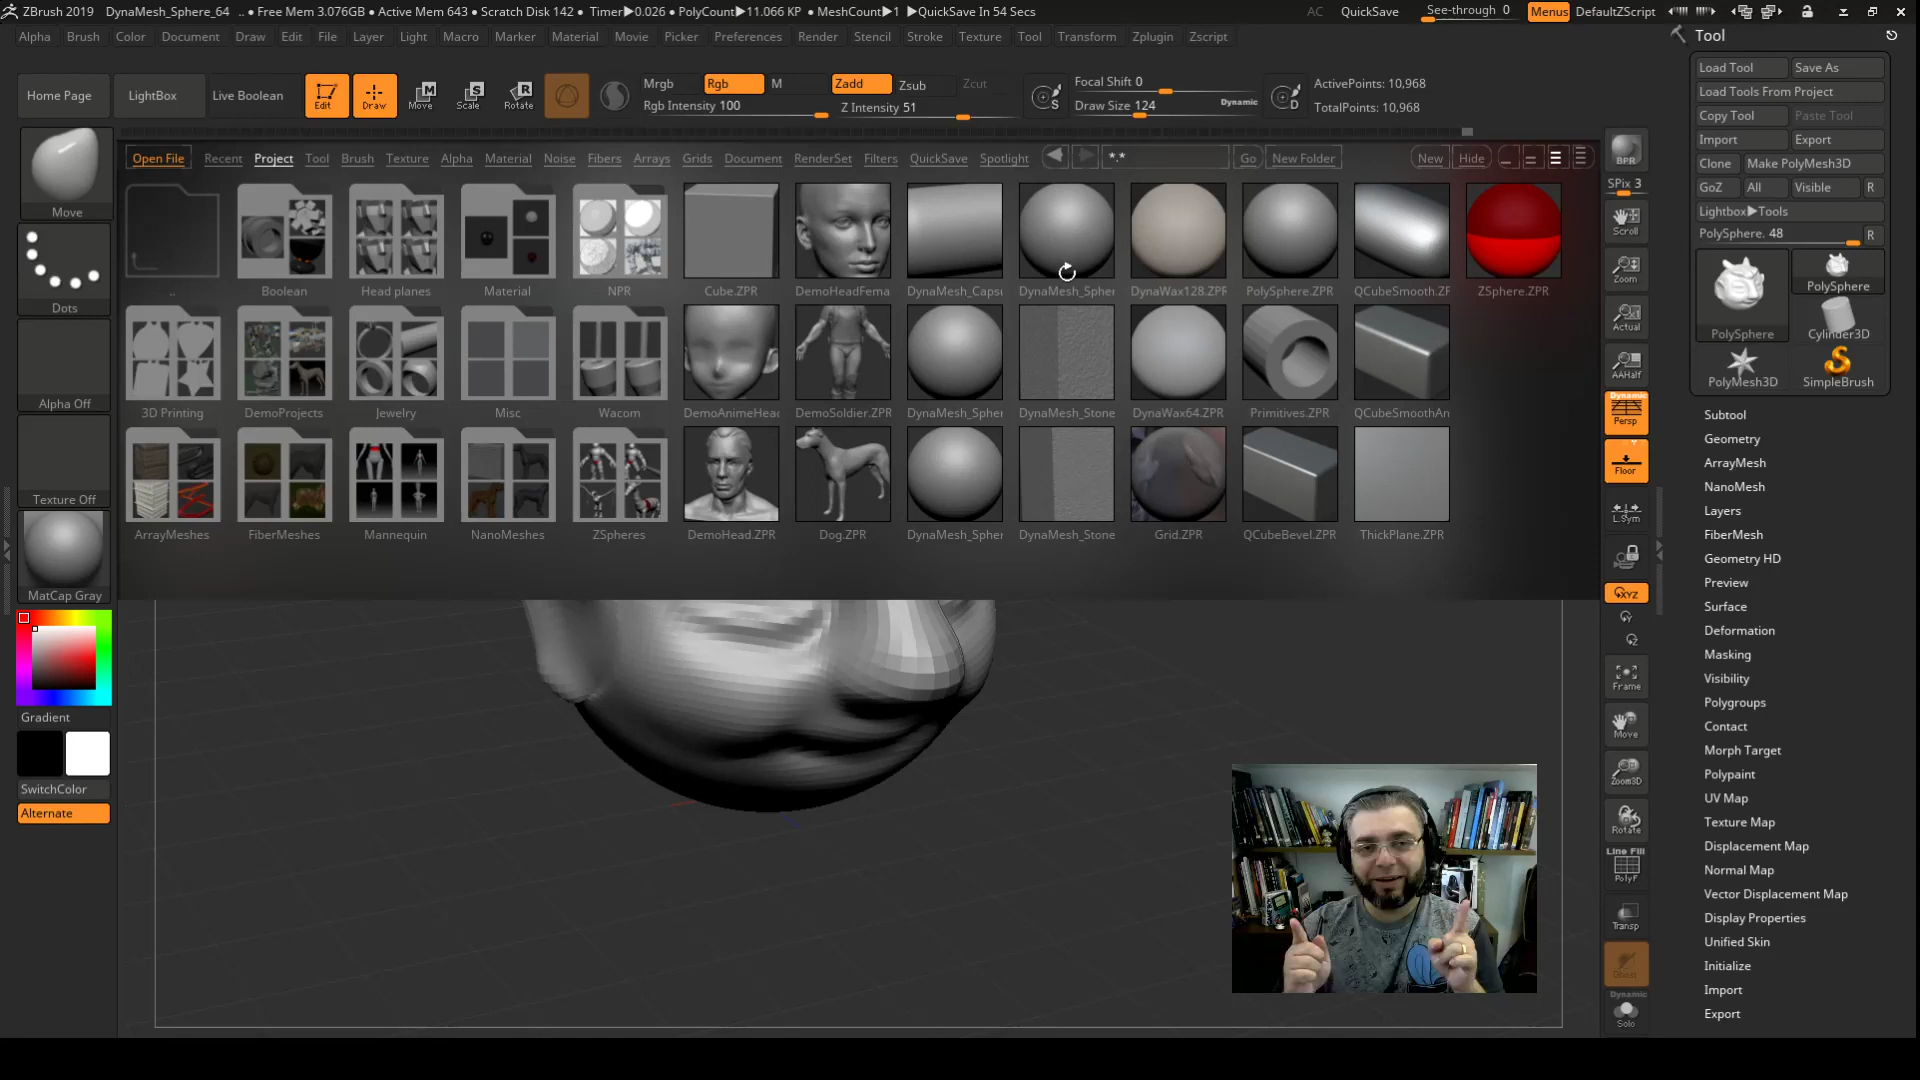 ZBrush 2019 DynaMesh_Sphere_64 .. • Free Mem 3.076GB • Active Mem 643 • Scratch Disk 142 • Timer▶0.026 • PolyCount▶11.066 KP • MeshCount▶1 ▶QuickSave In 54 Secs AC QuickSave See-through 0 Menus DefaultZScript
Alpha Brush Color Document Draw Edit File Layer Light Macro Marker Material Movie Picker Preferences Render Stencil Stroke Texture Tool Transform Zplugin Zscript
Home Page LightBox Live Boolean Edit Draw Move Scale Rotate
Mrgb Rgb M Zadd Zsub Zcut
Rgb Intensity 100 Z Intensity 51
Focal Shift 0
Draw Size 124 Dynamic
ActivePoints: 10,968
TotalPoints: 10,968
Open File Recent Project Tool Brush Texture Alpha Material Noise Fibers Arrays Grids Document RenderSet Filters QuickSave Spotlight *.* Go New Folder New Hide
.. Boolean Head planes Material NPR Cube.ZPR DemoHeadFema DynaMesh_Capsu DynaMesh_Spher DynaWax128.ZPR PolySphere.ZPR QCubeSmooth.ZF ZSphere.ZPR
3D Printing DemoProjects Jewelry Misc Wacom DemoAnimeHead DemoSoldier.ZPR DynaMesh_Spher DynaMesh_Stone DynaWax64.ZPR Primitives.ZPR QCubeSmoothAn
ArrayMeshes FiberMeshes Mannequin NanoMeshes ZSpheres DemoHead.ZPR Dog.ZPR DynaMesh_Spher DynaMesh_Stone Grid.ZPR QCubeBevel.ZPR ThickPlane.ZPR
Move
Dots
Alpha Off
Texture Off
MatCap Gray
Gradient
SwitchColor
Alternate
BPR
SPix 3
Scroll
Zoom
Actual
AAHalf
Dynamic
Persp
Floor
L.Sym
XYZ
Frame
Move
Zoom3D
Rotate
Line Fill
PolyF
Transp
Ghost
Dynamic
Solo
Tool
Load Tool Save As
Load Tools From Project
Copy Tool Paste Tool
Import Export
Clone Make PolyMesh3D
GoZ All Visible R
Lightbox▶Tools
PolySphere. 48 R
PolySphere PolySphere
Cylinder3D
PolyMesh3D SimpleBrush
Subtool
Geometry
ArrayMesh
NanoMesh
Layers
FiberMesh
Geometry HD
Preview
Surface
Deformation
Masking
Visibility
Polygroups
Contact
Morph Target
Polypaint
UV Map
Texture Map
Displacement Map
Normal Map
Vector Displacement Map
Display Properties
Unified Skin
Initialize
Import
Export